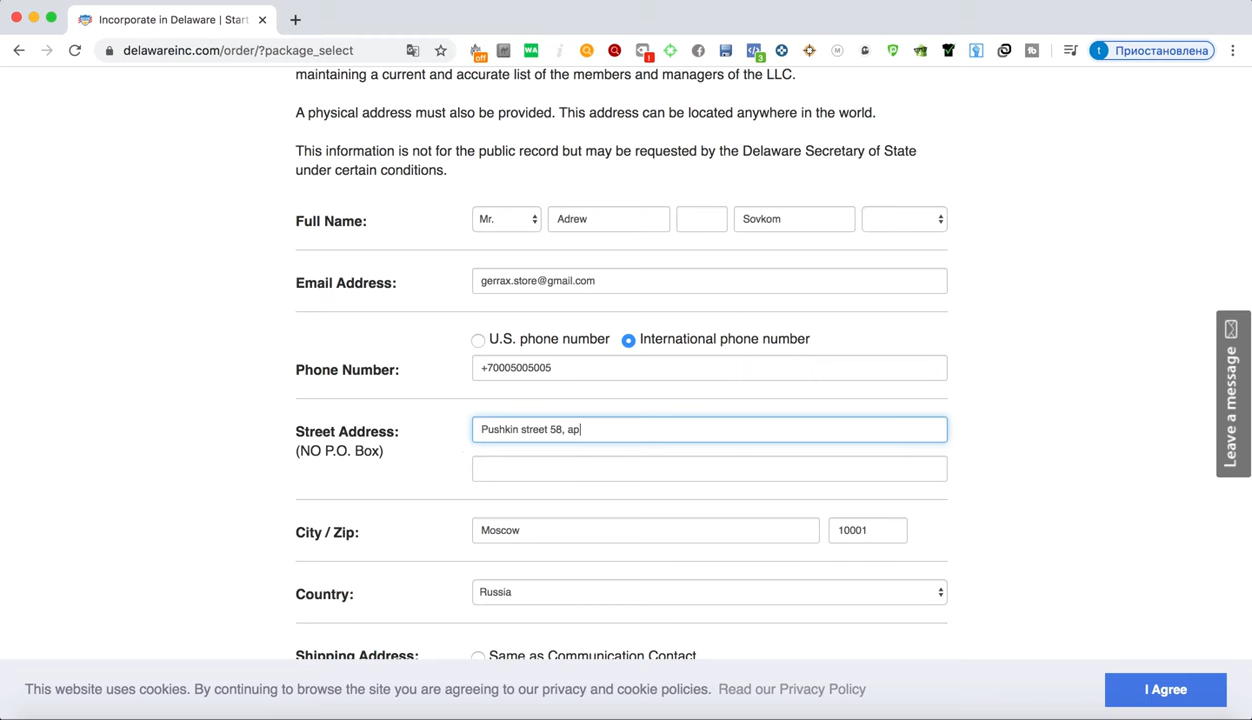 Incorporate in Delaware | Start
delawareinc.com/order/?package_select
off
WA
3
Приостановлена
maintaining a current and accurate list of the members and managers of the LLC.
A physical address must also be provided. This address can be located anywhere in the world.
This information is not for the public record but may be requested by the Delaware Secretary of State
under certain conditions.
Full Name:
Mr.
Adrew
Sovkom
Email Address:
gerrax.store@gmail.com
U.S. phone number
International phone number
Phone Number:
+70005005005
Street Address:
Pushkin street 58, ap
(NO P.O. Box)
City / Zip:
Moscow
10001
Country:
Russia
Shipping Address:
Same as Communication Contact
Leave a message
This website uses cookies. By continuing to browse the site you are agreeing to our privacy and cookie policies. Read our Privacy Policy
I Agree